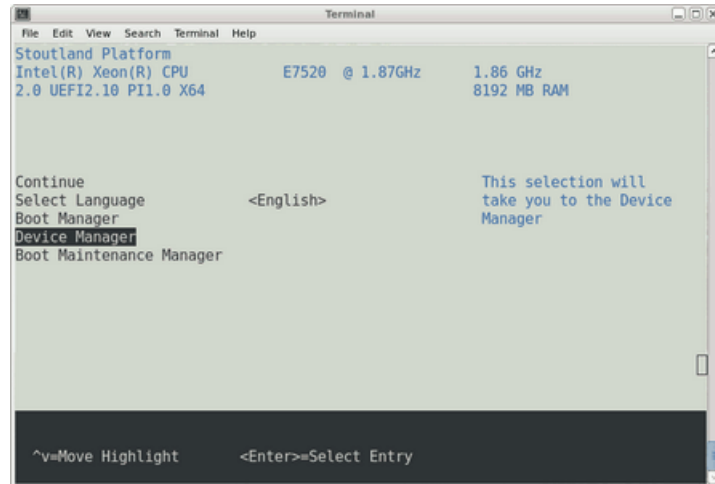 Terminal
File Edit View Search Terminal Help
Stoutland Platform
Intel(R) Xeon(R) CPU E7520 @ 1.87GHz 1.86 GHz
2.0 UEFI2.10 PI1.0 X64 8192 MB RAM
Continue This selection will
Select Language <English> take you to the Device
Boot Manager Manager
Device Manager
Boot Maintenance Manager
^v=Move Highlight <Enter>=Select Entry